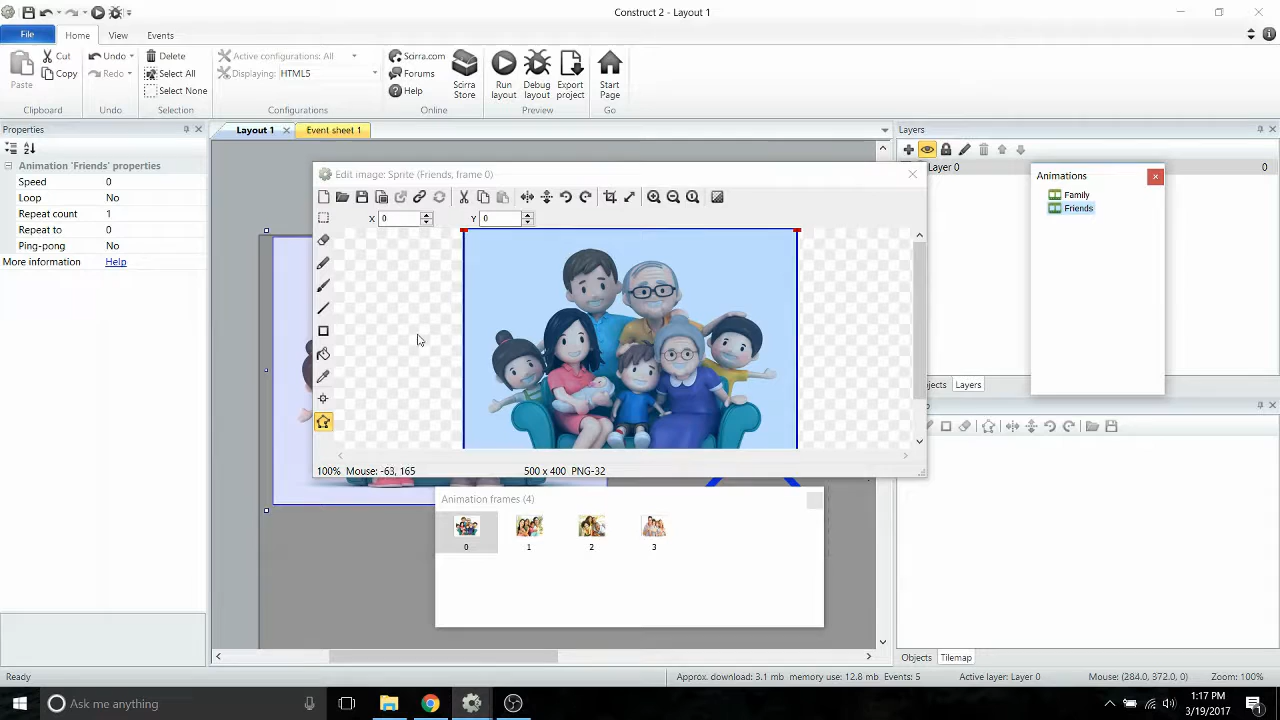 Construct 2 - Layout 1
File Home View Events
Paste Cut Copy
Clipboard
Undo
Redo
Undo
Delete
Select All
Select None
Selection
Active configurations: All
Displaying: HTML5
Configurations
Scirra.com
Forums
Help
Scirra Store
Online
Run layout
Debug layout
Export project
Preview
Start Page
Go
Properties
Animation 'Friends' properties
Speed 0
Loop No
Repeat count 1
Repeat to 0
Ping-pong No
More information Help
Layout 1
Event sheet 1
Edit image: Sprite (Friends, frame 0)
X 0 Y 0
100% Mouse: -63, 165 500 x 400 PNG-32
Animation frames (4)
0 1 2 3
Layers
Layer 0 0
Animations
Family
Friends
Layers
Objects Tilemap
Ready
Approx. download: 3.1 mb memory use: 12.8 mb Events: 5 Active layer: Layer 0 Mouse: (284.0, 372.0, 0) Zoom: 100%
Ask me anything
1:17 PM
3/19/2017